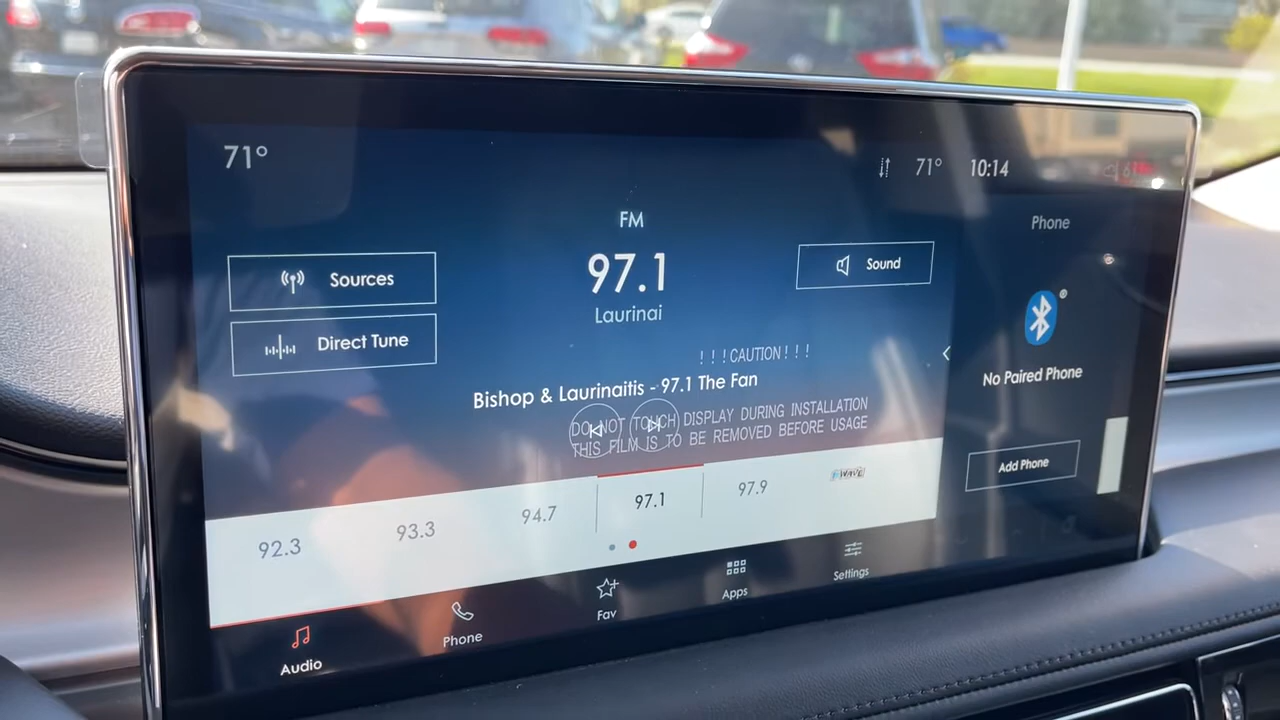 71°
71° 10:14
FM
Phone
97.1
Sources
Sound
Laurinai
Direct Tune
! ! ! CAUTION ! ! !
Bishop & Laurinaitis - 97.1 The Fan
No Paired Phone
DO NOT TOUCH DISPLAY DURING INSTALLATION
THIS FILM IS TO BE REMOVED BEFORE USAGE
Add Phone
92.3 93.3 94.7 97.1 97.9 WAVE
Audio Phone Fav Apps Settings